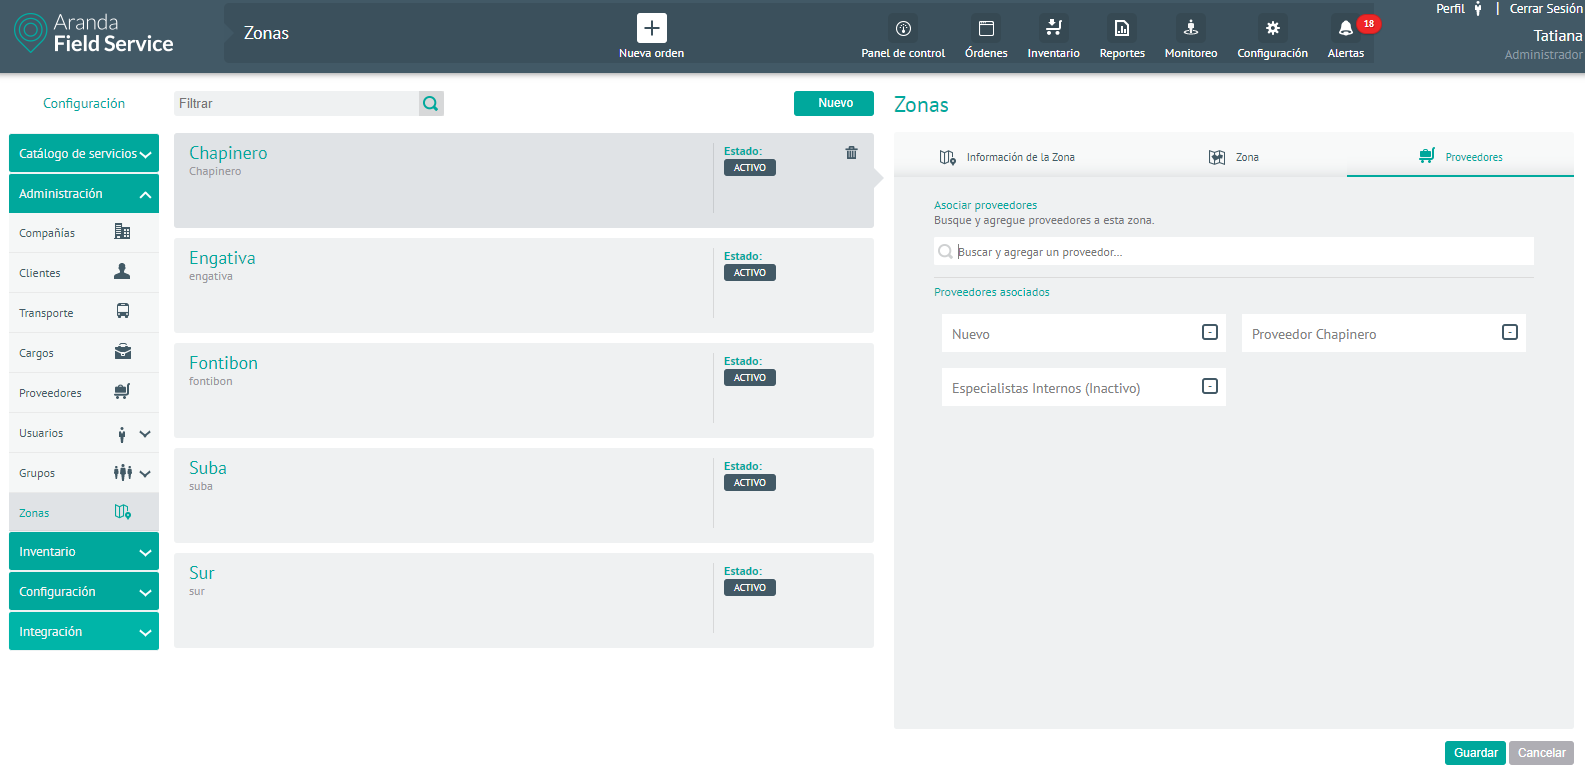 Aranda
Field Service
Zonas
Nueva orden
Panel de control
Órdenes
Inventario
Reportes
Monitoreo
Configuración
Alertas
18
Perfil | Cerrar Sesión
Tatiana
Administrador
Configuración
Catálogo de servicios
Administración
Compañías
Clientes
Transporte
Cargos
Proveedores
Usuarios
Grupos
Zonas
Inventario
Configuración
Integración
Filtrar
Nuevo
Chapinero
Chapinero
Estado:
ACTIVO
Engativa
engativa
Estado:
ACTIVO
Fontibon
fontibon
Estado:
ACTIVO
Suba
suba
Estado:
ACTIVO
Sur
sur
Estado:
ACTIVO
Zonas
Información de la Zona
Zona
Proveedores
Asociar proveedores
Busque y agregue proveedores a esta zona.
Buscar y agregar un proveedor...
Proveedores asociados
Nuevo
Proveedor Chapinero
Especialistas Internos (Inactivo)
Guardar
Cancelar